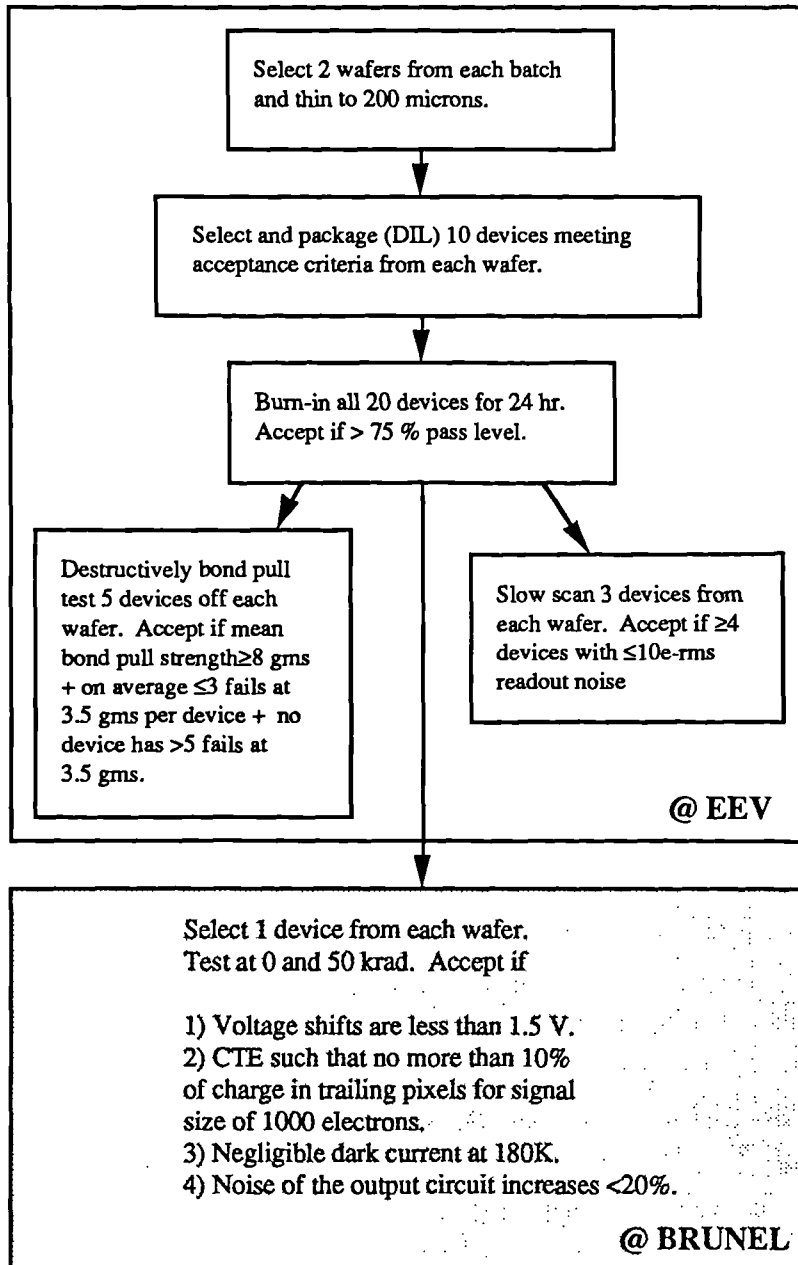 Select 2 wafers from each batch
and thin to 200 microns.
Select and package (DIL) 10 devices meeting
acceptance criteria from each wafer.
Burn-in all 20 devices for 24 hr.
Accept if > 75 % pass level.
Destructively bond pull
test 5 devices off each
wafer. Accept if mean
bond pull strength≥8 gms
+ on average ≤3 fails at
3.5 gms per device + no
device has >5 fails at
3.5 gms.
Slow scan 3 devices from
each wafer. Accept if ≥4
devices with ≤10e-rms
readout noise
@ EEV
Select 1 device from each wafer.
Test at 0 and 50 krad. Accept if
1) Voltage shifts are less than 1.5 V.
2) CTE such that no more than 10%
of charge in trailing pixels for signal
size of 1000 electrons.
3) Negligible dark current at 180K.
4) Noise of the output circuit increases <20%.
@ BRUNEL